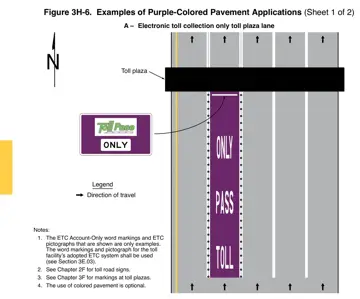 Figure 3H-6. Examples of Purple-Colored Pavement Applications (Sheet 1 of 2)
A – Electronic toll collection only toll plaza lane
N
Toll plaza
Toll Pass
ONLY
ONLY
PASS
TOLL
Legend
Direction of travel
Notes:
1. The ETC Account-Only word markings and ETC
pictographs that are shown are only examples.
The word markings and pictograph for the toll
facility's adopted ETC system shall be used
(see Section 3E.03).
2. See Chapter 2F for toll road signs.
3. See Chapter 3F for markings at toll plazas.
4. The use of colored pavement is optional.